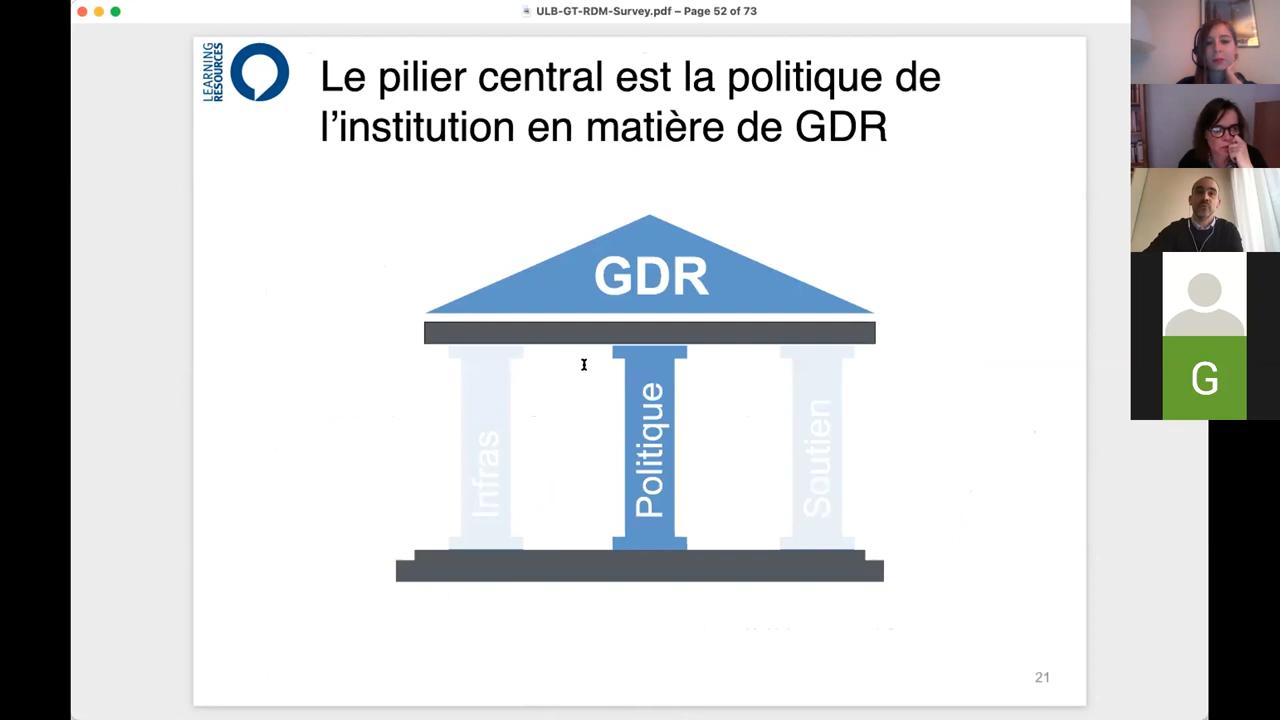 ULB-GT-RDM-Survey.pdf – Page 52 of 73
LEARNING
RESOURCES
Le pilier central est la politique de
l'institution en matière de GDR
GDR
Infras
Politique
Soutien
21
G